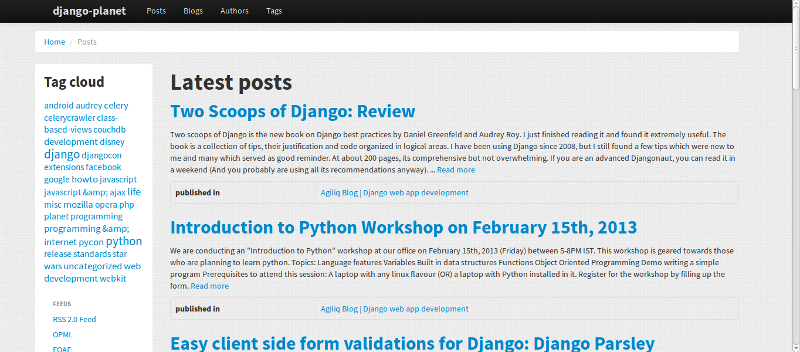 django-planet Posts Blogs Authors Tags
Home / Posts
Tag cloud
android audrey celery
celerycrawler class-
based-views couchdb
development disney
django djangocon
extensions facebook
google howto javascript
javascript &amp; ajax life
misc mozilla opera php
planet programming
programming &amp;
internet pycon python
release standards star
wars uncategorized web
development webkit
FEEDS
RSS 2.0 Feed
OPML
FOAF
Latest posts
Two Scoops of Django: Review
Two scoops of Django is the new book on Django best practices by Daniel Greenfeld and Audrey Roy. I just finished reading it and found it extremely useful. The
book is a collection of tips, their justification and code organized in logical areas. I have been using Django since 2008, but I still found a few tips which were new to
me and many which served as good reminder. At about 200 pages, its comprehensive but not overwhelming. If you are an advanced Djangonaut, you can read it in
a weekend (And you probably are using all its recommendations anyway). ... Read more
published in Agiliq Blog | Django web app development
Introduction to Python Workshop on February 15th, 2013
We are conducting an "Introduction to Python" workshop at our office on February 15th, 2013 (Friday) between 5-8PM IST. This workshop is geared towards those
who are planning to learn python. Topics: Language features Variables Built in data structures Functions Object Oriented Programming Demo writing a simple
program Prerequisites to attend this session: A laptop with any linux flavour (OR) a laptop with Python installed in it. Register for the workshop by filling up the
form. Read more
published in Agiliq Blog | Django web app development
Easy client side form validations for Django: Django Parsley